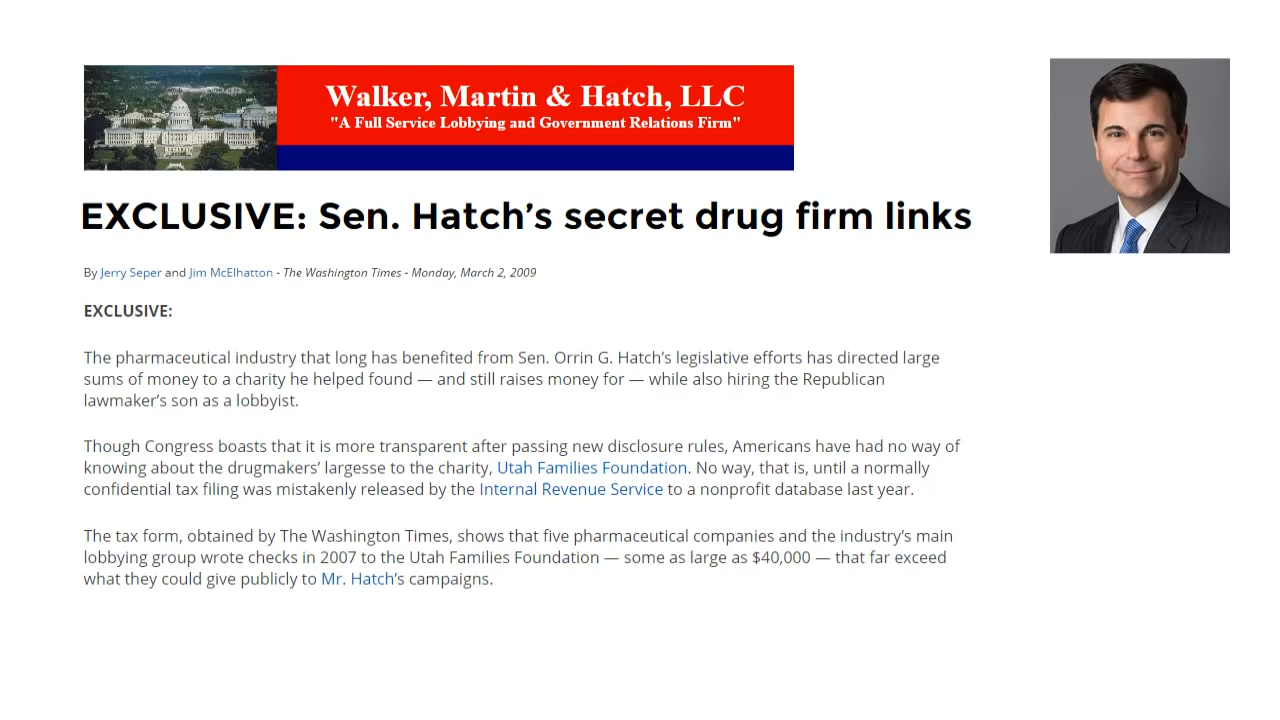 Walker, Martin & Hatch, LLC
"A Full Service Lobbying and Government Relations Firm"
EXCLUSIVE: Sen. Hatch’s secret drug firm links
By Jerry Seper and Jim McElhatton - The Washington Times - Monday, March 2, 2009
EXCLUSIVE:
The pharmaceutical industry that long has benefited from Sen. Orrin G. Hatch’s legislative efforts has directed large
sums of money to a charity he helped found — and still raises money for — while also hiring the Republican
lawmaker’s son as a lobbyist.
Though Congress boasts that it is more transparent after passing new disclosure rules, Americans have had no way of
knowing about the drugmakers’ largesse to the charity, Utah Families Foundation. No way, that is, until a normally
confidential tax filing was mistakenly released by the Internal Revenue Service to a nonprofit database last year.
The tax form, obtained by The Washington Times, shows that five pharmaceutical companies and the industry’s main
lobbying group wrote checks in 2007 to the Utah Families Foundation — some as large as $40,000 — that far exceed
what they could give publicly to Mr. Hatch’s campaigns.